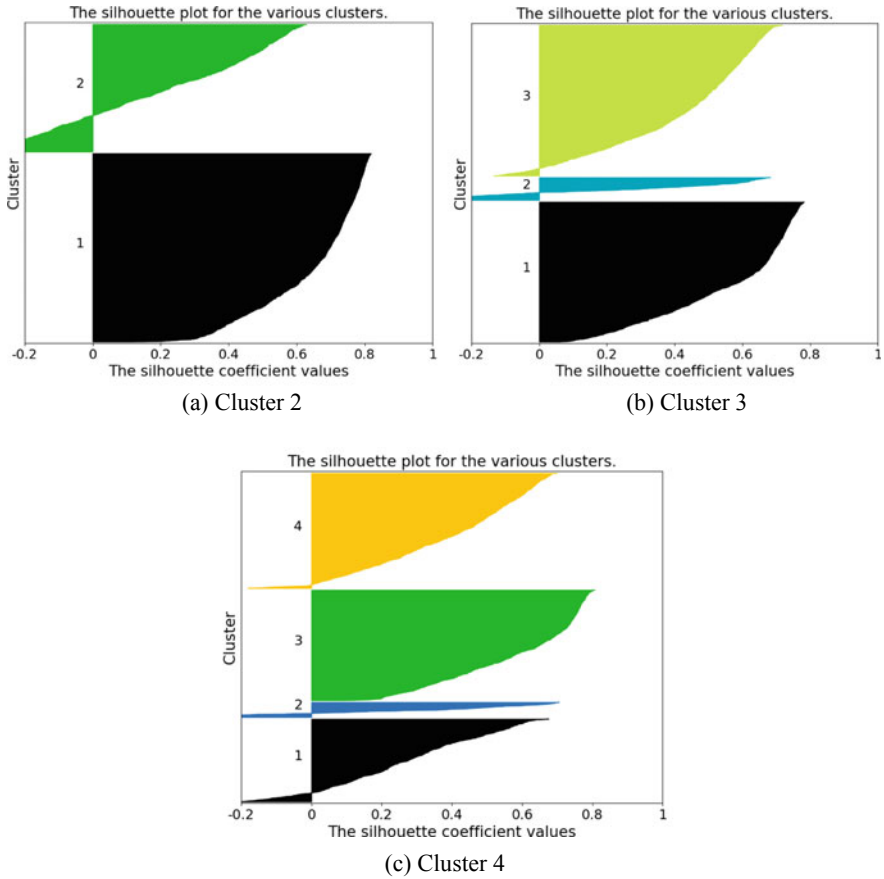 The silhouette plot for the various clusters.
2
1
Cluster
-0.2 0 0.2 0.4 0.6 0.8 1
The silhouette coefficient values
(a) Cluster 2
The silhouette plot for the various clusters.
3
2
1
Cluster
-0.2 0 0.2 0.4 0.6 0.8 1
The silhouette coefficient values
(b) Cluster 3
The silhouette plot for the various clusters.
4
3
2
1
Cluster
-0.2 0 0.2 0.4 0.6 0.8 1
The silhouette coefficient values
(c) Cluster 4